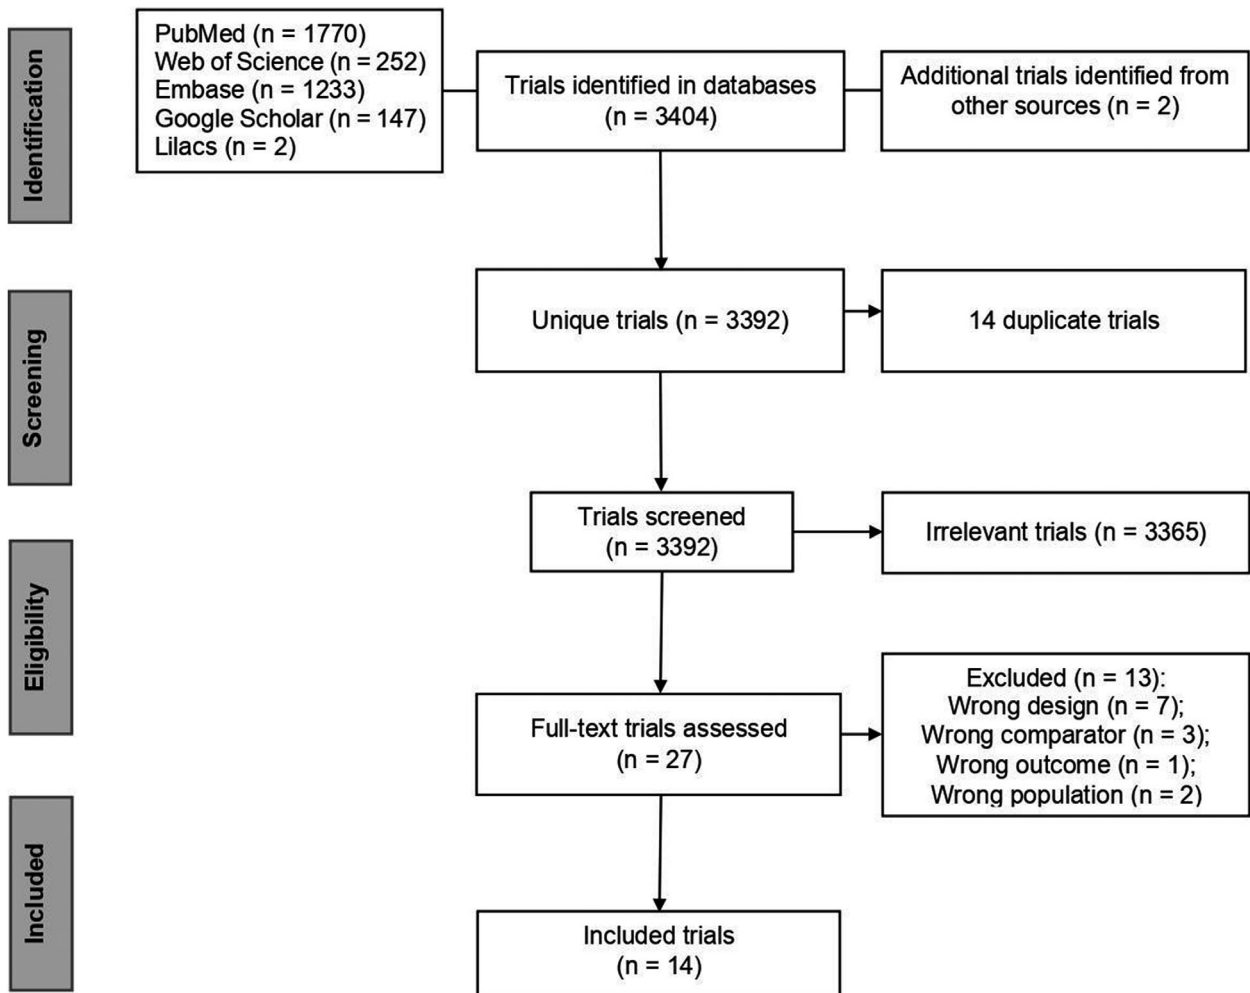 Identification
PubMed (n = 1770)
Web of Science (n = 252)
Embase (n = 1233)
Google Scholar (n = 147)
Lilacs (n = 2)
Trials identified in databases
(n = 3404)
Additional trials identified from
other sources (n = 2)
Screening
Unique trials (n = 3392)
14 duplicate trials
Trials screened
(n = 3392)
Irrelevant trials (n = 3365)
Eligibility
Full-text trials assessed
(n = 27)
Excluded (n = 13):
Wrong design (n = 7);
Wrong comparator (n = 3);
Wrong outcome (n = 1);
Wrong population (n = 2)
Included
Included trials
(n = 14)